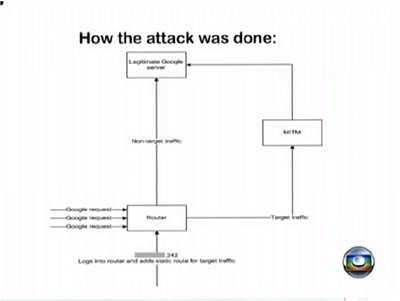 How the attack was done:
Legitimate Google
server
Non-target traffic
MITM
Google request
Google request
Google request
Router
Target traffic
.242
Logs into router and adds static route for target traffic